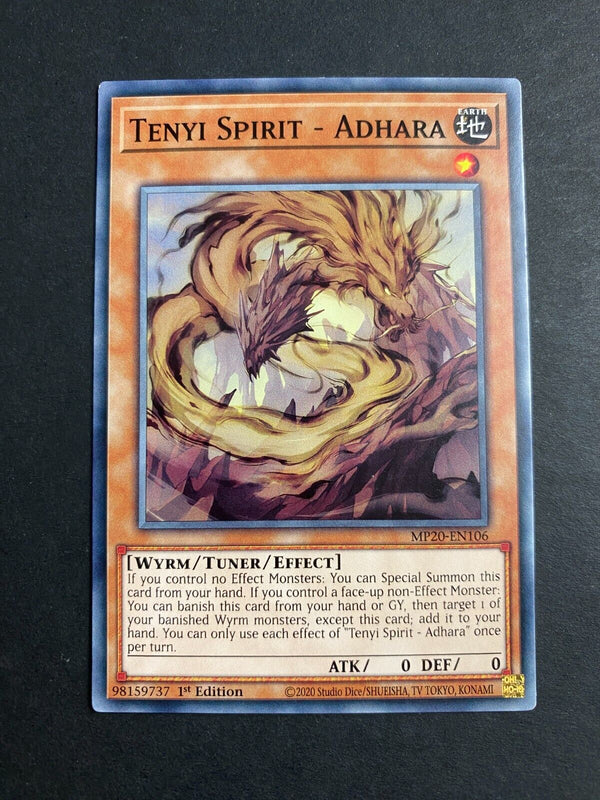 Tenyi Spirit - Adhara
EARTH
地
MP20-EN106
[Wyrm/Tuner/Effect]
If you control no Effect Monsters: You can Special Summon this
card from your hand. If you control a face-up non-Effect Monster:
You can banish this card from your hand or GY, then target 1 of
your banished Wyrm monsters, except this card; add it to your
hand. You can only use each effect of "Tenyi Spirit - Adhara" once
per turn.
ATK/ 0 DEF/ 0
98159737 1st Edition ©2020 Studio Dice/SHUEISHA, TV TOKYO, KONAMI